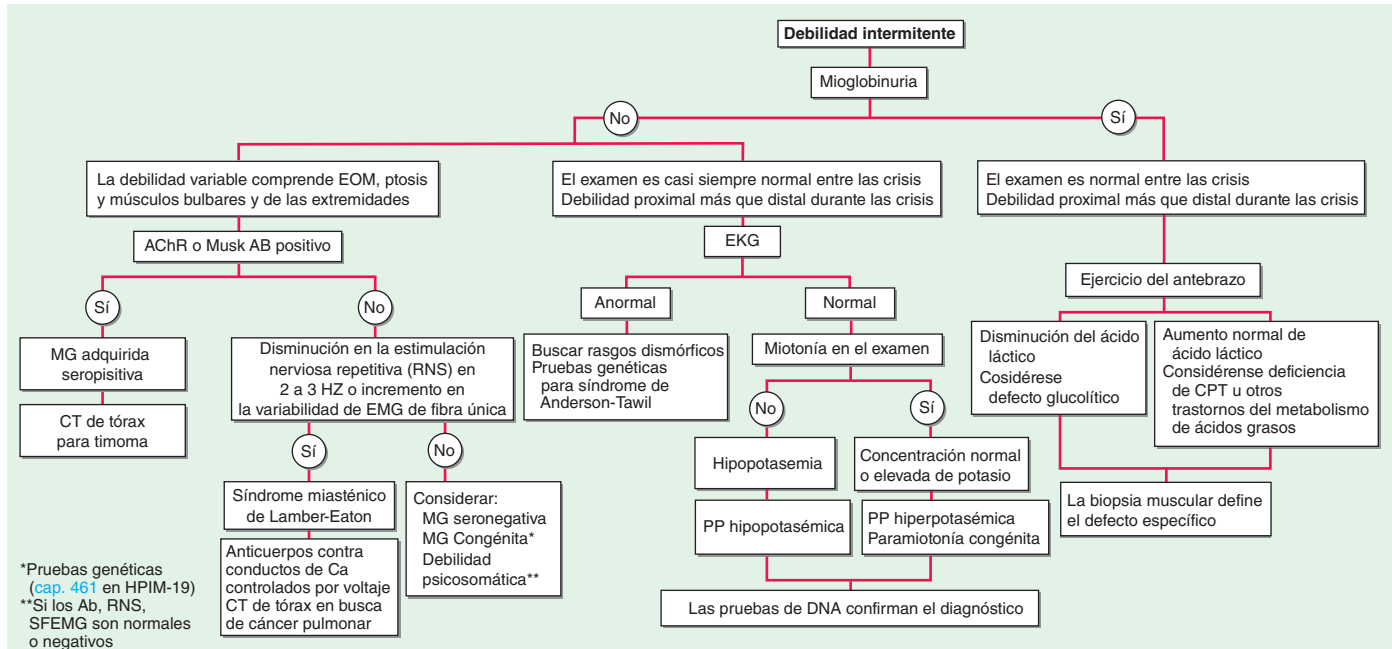 Debilidad intermitente
Mioglobinuria
No
Sí
La debilidad variable comprende EOM, ptosis
y músculos bulbares y de las extremidades
El examen es casi siempre normal entre las crisis
Debilidad proximal más que distal durante las crisis
El examen es normal entre las crisis
Debilidad proximal más que distal durante las crisis
AChR o Musk AB positivo
EKG
Ejercicio del antebrazo
Sí
No
Anormal
Normal
MG adquirida
seropisitiva
CT de tórax
para timoma
Disminución en la estimulación
nerviosa repetitiva (RNS) en
2 a 3 HZ o incremento en
la variabilidad de EMG de fibra única
Buscar rasgos dismórficos
Pruebas genéticas
para síndrome de
Anderson-Tawil
Miotonía en el examen
Disminución del ácido
láctico
Cosidérese
defecto glucolítico
Aumento normal de
ácido láctico
Considérense deficiencia
de CPT u otros
trastornos del metabolismo
de ácidos grasos
No
Sí
Sí
No
Hipopotasemia
Concentración normal
o elevada de potasio
Síndrome miasténico
de Lamber-Eaton
Considerar:
MG seronegativa
MG Congénita*
Debilidad
psicosomática**
PP hipopotasémica
PP hiperpotasémica
Paramiotonía congénita
La biopsia muscular define
el defecto específico
Anticuerpos contra
conductos de Ca
controlados por voltaje
CT de tórax en busca
de cáncer pulmonar
Las pruebas de DNA confirman el diagnóstico
*Pruebas genéticas
(cap. 461 en HPIM-19)
**Si los Ab, RNS,
SFEMG son normales
o negativos